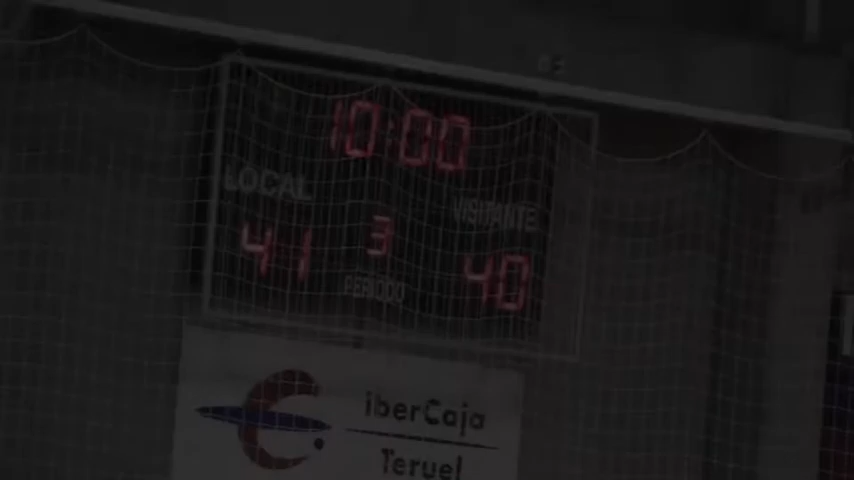 10:00
LOCAL
VISITANTE
41
3
40
PERIODO
iberCaja
Teruel